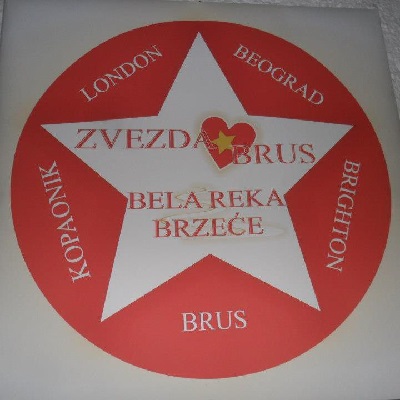 LONDON
BEOGRAD
ZVEZDA
BRUS
BELA REKA
BRZEĆE
KOPAONIK
BRIGHTON
BRUS